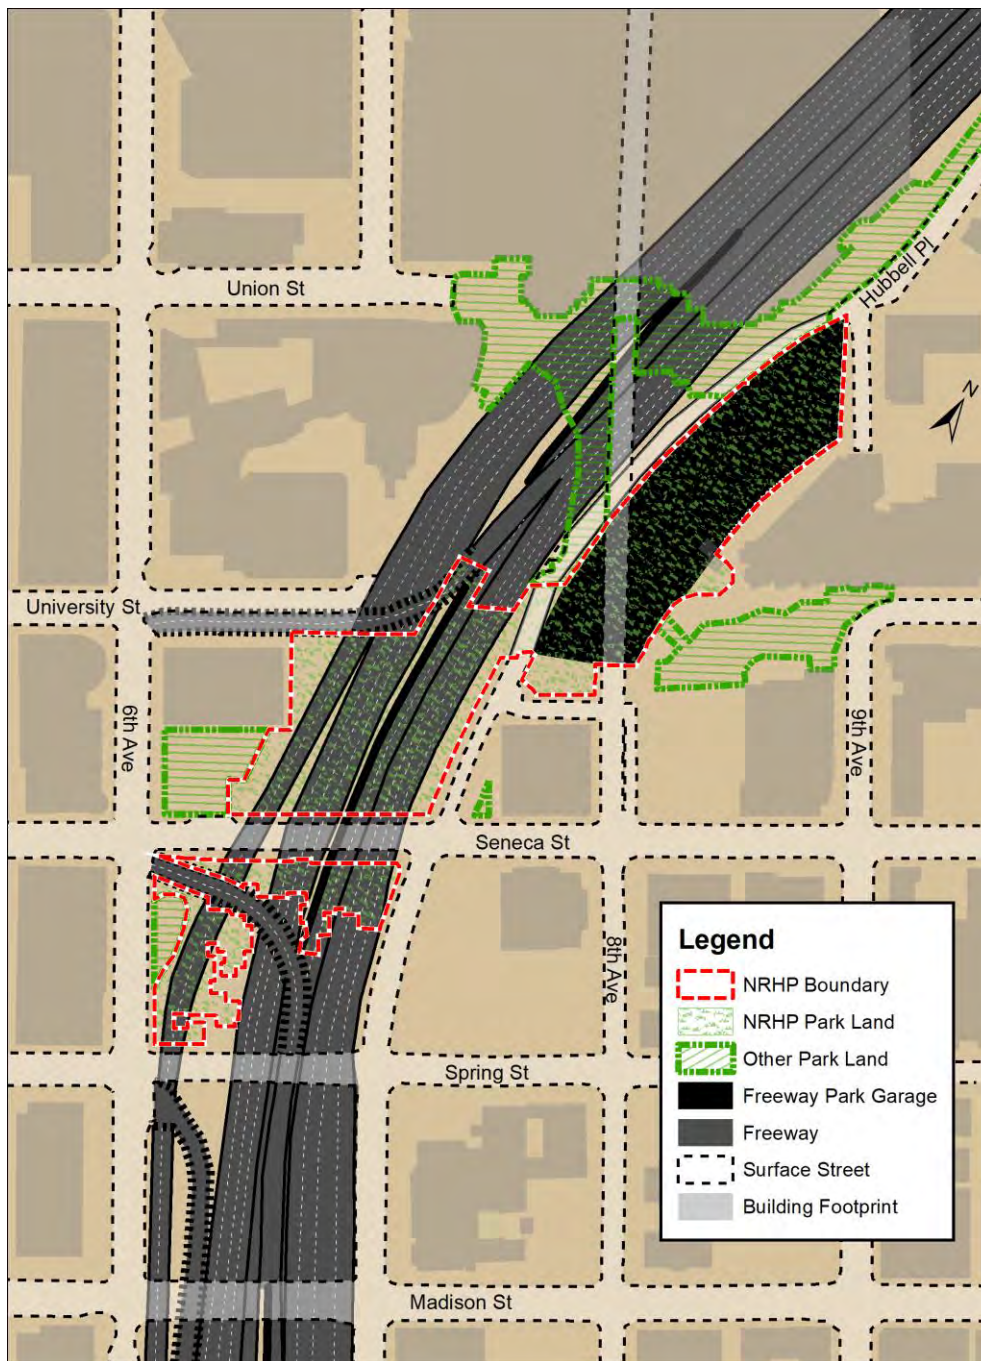 Union St
Hubbell Pl
N
University St
6th Ave
9th Ave
Seneca St
8th Ave
Spring St
Madison St
Legend
NRHP Boundary
NRHP Park Land
Other Park Land
Freeway Park Garage
Freeway
Surface Street
Building Footprint